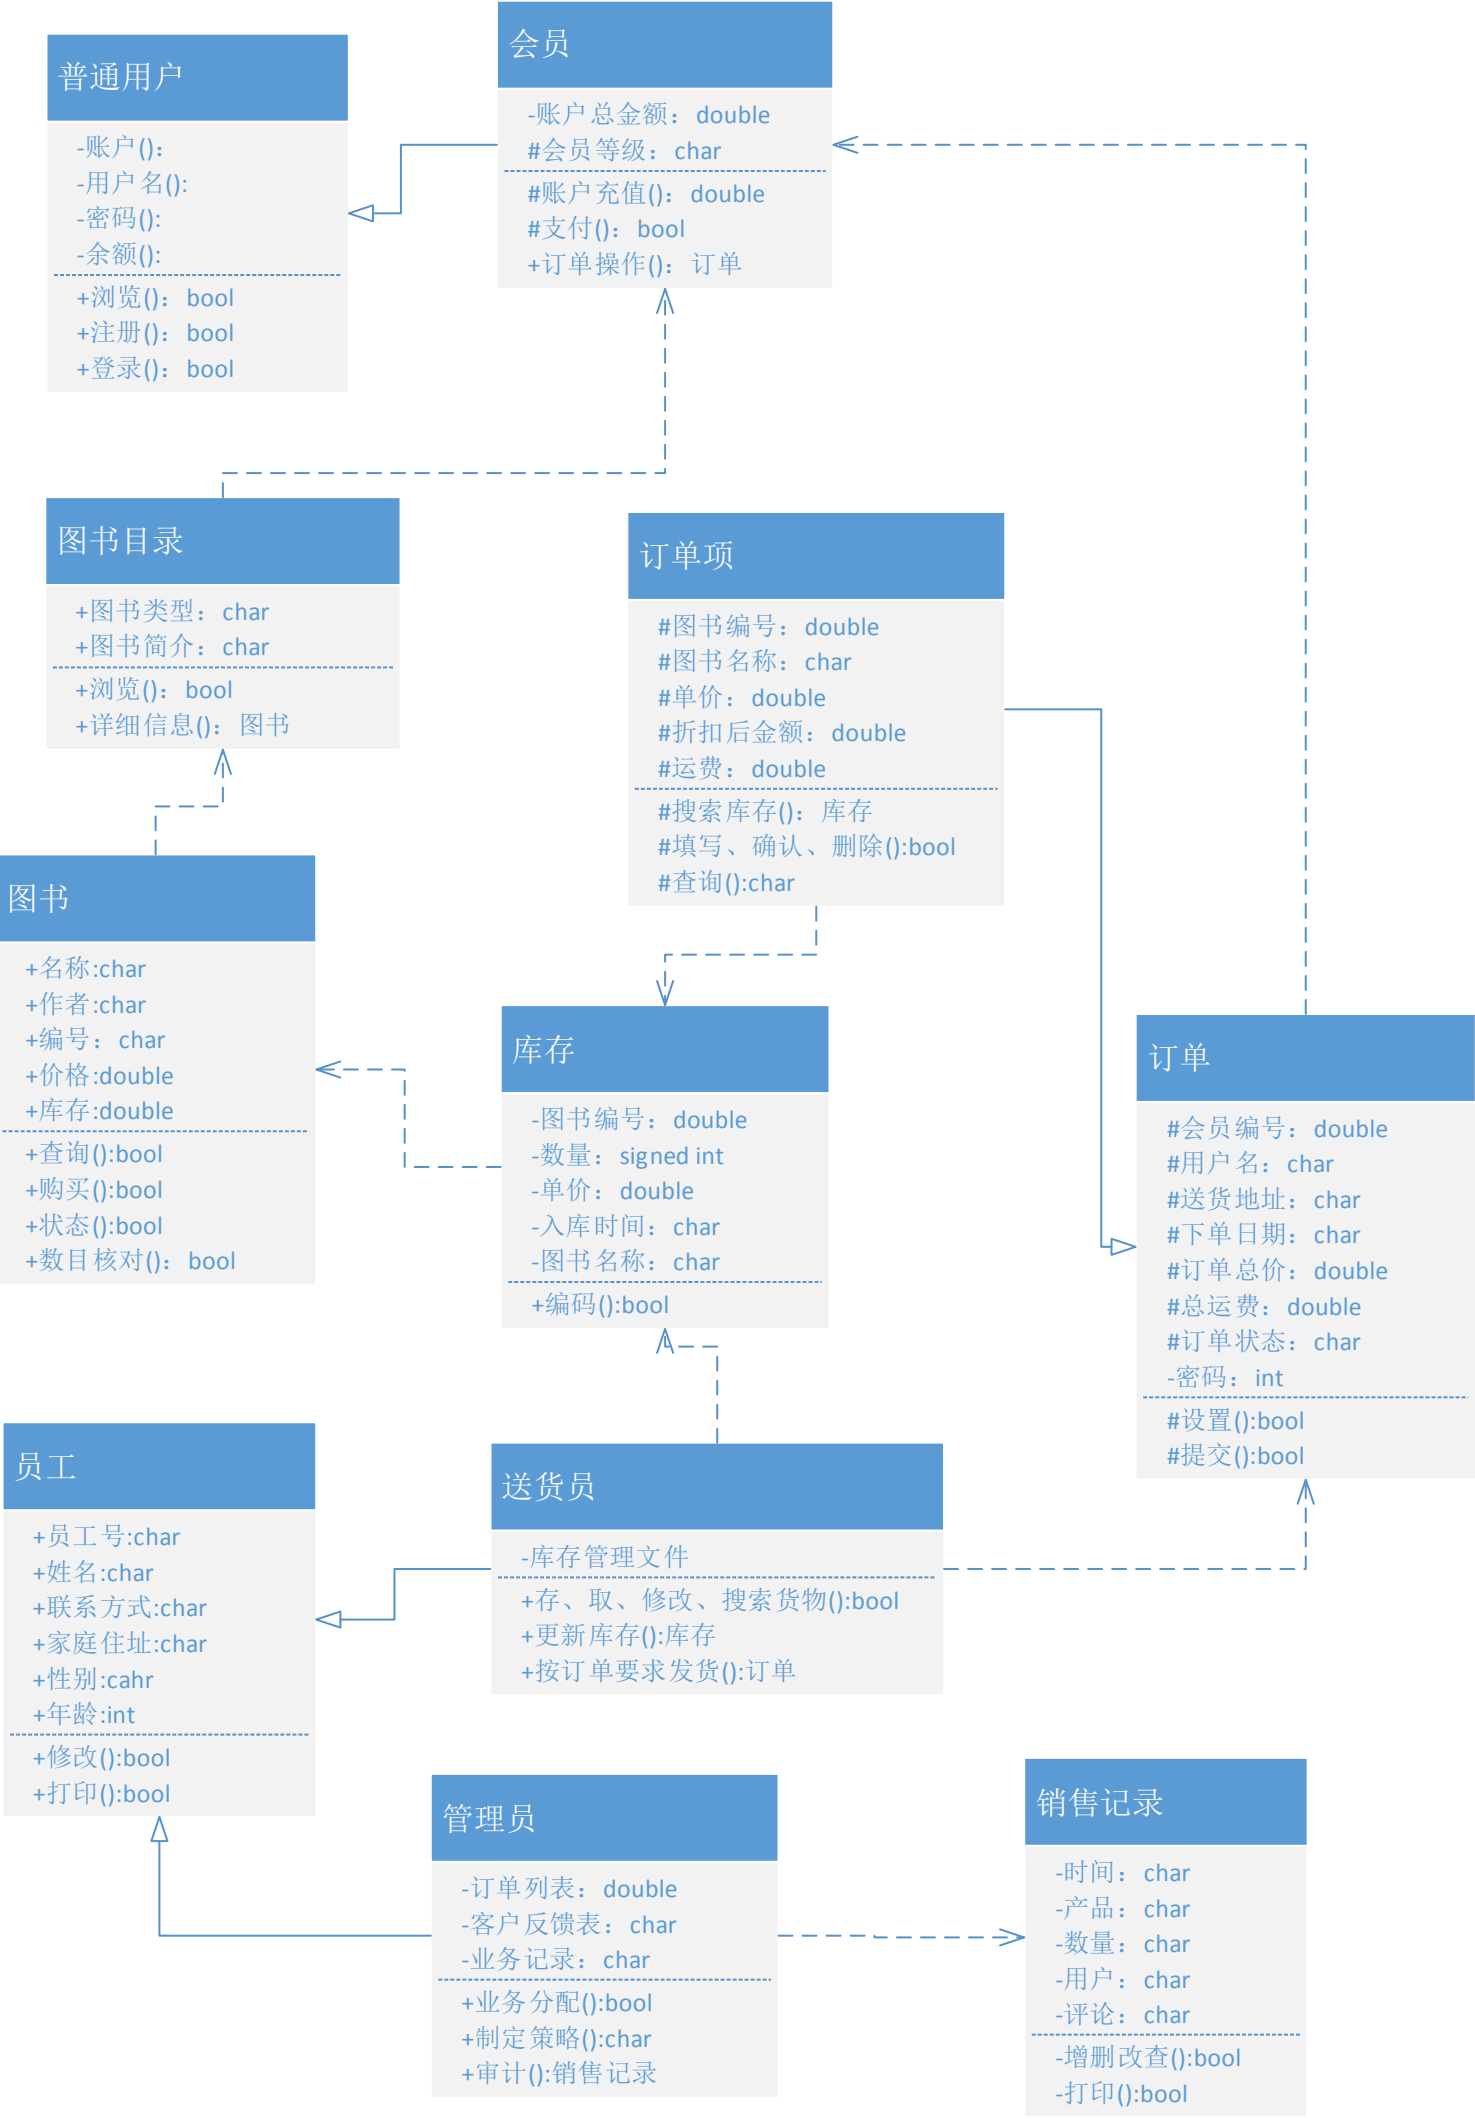 普通用户
-账户():
-用户名():
-密码():
-余额():
+浏览(): bool
+注册(): bool
+登录(): bool
会员
-账户总金额：double
#会员等级：char
#账户充值()：double
#支付()：bool
+订单操作()：订单
图书目录
+图书类型：char
+图书简介：char
+浏览()：bool
+详细信息()：图书
订单项
#图书编号：double
#图书名称：char
#单价：double
#折扣后金额：double
#运费：double
#搜索库存()：库存
#填写、确认、删除():bool
#查询():char
图书
+名称:char
+作者:char
+编号：char
+价格:double
+库存:double
+查询():bool
+购买():bool
+状态():bool
+数目核对()：bool
库存
-图书编号：double
-数量：signed int
-单价：double
-入库时间：char
-图书名称：char
+编码():bool
订单
#会员编号：double
#用户名：char
#送货地址：char
#下单日期：char
#订单总价：double
#总运费：double
#订单状态：char
-密码：int
#设置():bool
#提交():bool
员工
+员工号:char
+姓名:char
+联系方式:char
+家庭住址:char
+性别:cahr
+年龄:int
+修改():bool
+打印():bool
送货员
-库存管理文件
+存、取、修改、搜索货物():bool
+更新库存():库存
+按订单要求发货():订单
管理员
-订单列表：double
-客户反馈表：char
-业务记录：char
+业务分配():bool
+制定策略():char
+审计():销售记录
销售记录
-时间：char
-产品：char
-数量：char
-用户：char
-评论：char
-增删改查():bool
-打印():bool